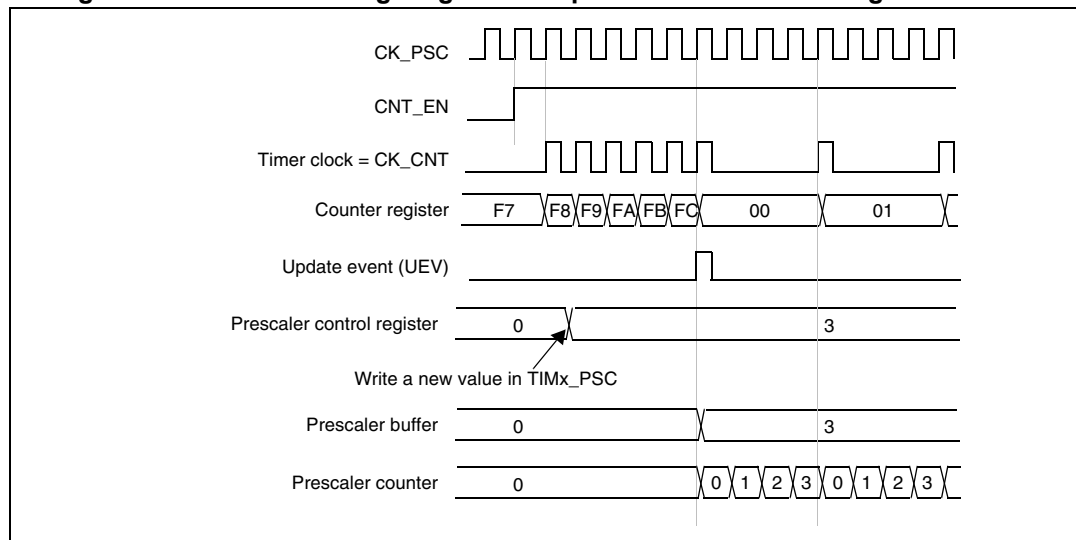 CK_PSC
CNT_EN
Timer clock = CK_CNT
Counter register F7 F8 F9 FA FB FC 00 01
Update event (UEV)
Prescaler control register 0 3
Write a new value in TIMx_PSC
Prescaler buffer 0 3
Prescaler counter 0 0 1 2 3 0 1 2 3